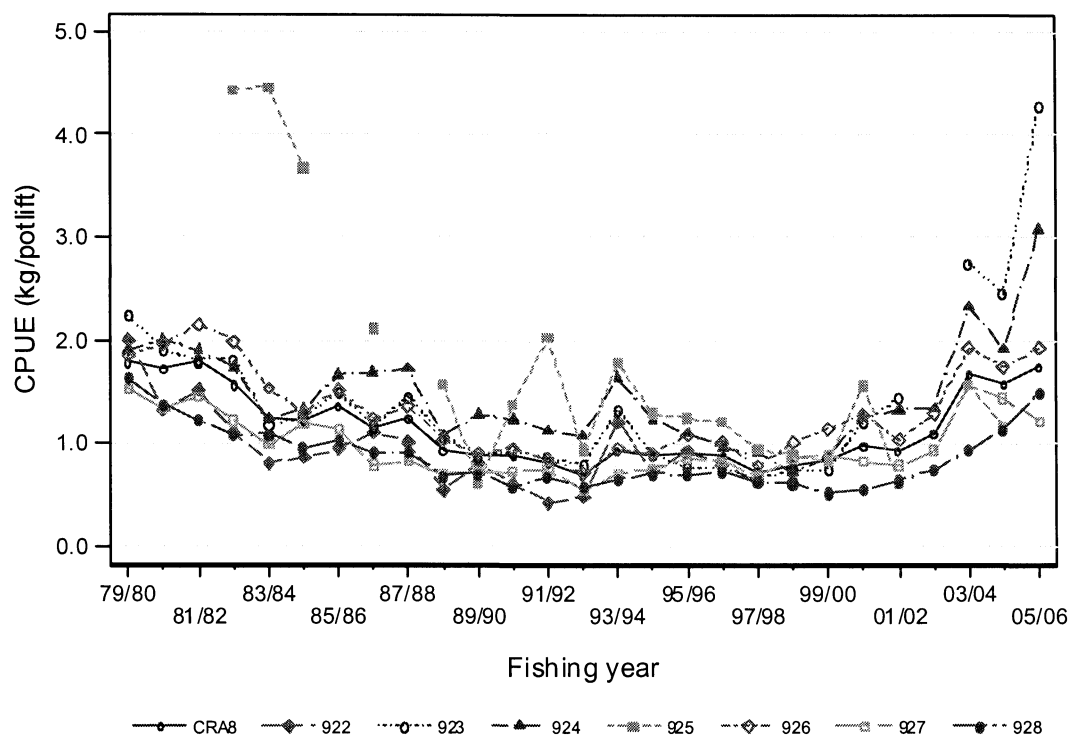 5.0
4.0
3.0
2.0
1.0
0.0
CPUE (kg/potlift)
79/80 83/84 87/88 91/92 95/96 99/00 03/04
81/82 85/86 89/90 93/94 97/98 01/02 05/06
Fishing year
CRA8 922 923 924 925 926 927 928